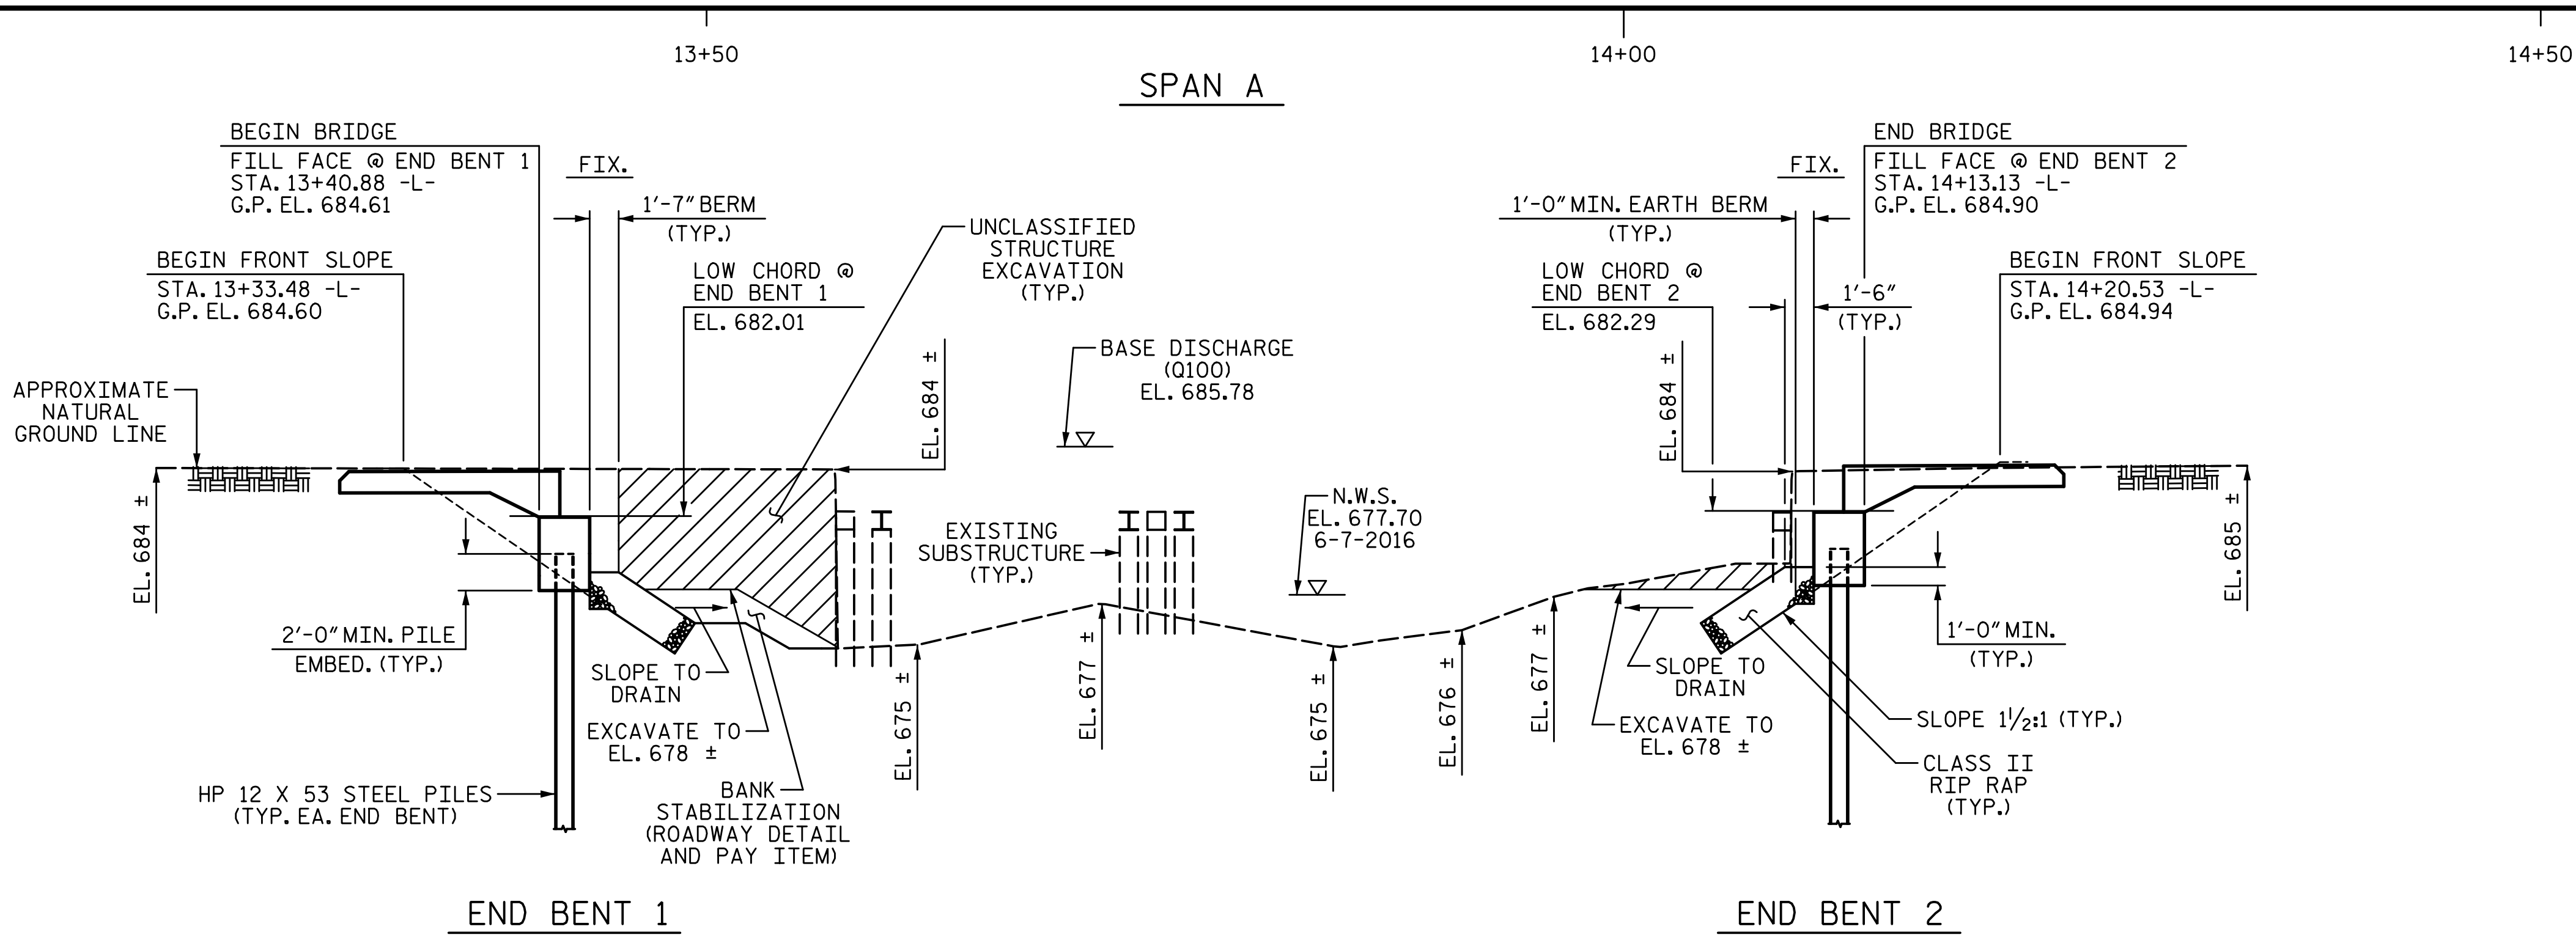 13+50
14+00
14+50
SPAN A
BEGIN BRIDGE
FILL FACE @ END BENT 1
STA. 13+40.88 -L-
G.P. EL. 684.61
FIX.
1'-7" BERM
(TYP.)
UNCLASSIFIED
STRUCTURE
EXCAVATION
(TYP.)
BEGIN FRONT SLOPE
STA. 13+33.48 -L-
G.P. EL. 684.60
LOW CHORD @
END BENT 1
EL. 682.01
EL. 684 ±
BASE DISCHARGE
(Q100)
EL. 685.78
FIX.
1'-0" MIN. EARTH BERM
(TYP.)
END BRIDGE
FILL FACE @ END BENT 2
STA. 14+13.13 -L-
G.P. EL. 684.90
LOW CHORD @
END BENT 2
EL. 682.29
1'-6"
(TYP.)
BEGIN FRONT SLOPE
STA. 14+20.53 -L-
G.P. EL. 684.94
EL. 684 ±
APPROXIMATE
NATURAL
GROUND LINE
EL. 684 ±
EXISTING
SUBSTRUCTURE
(TYP.)
N.W.S.
EL. 677.70
6-7-2016
EL. 685 ±
2'-0" MIN. PILE
EMBED. (TYP.)
SLOPE TO
DRAIN
EXCAVATE TO
EL. 678 ±
BANK
STABILIZATION
(ROADWAY DETAIL
AND PAY ITEM)
HP 12 X 53 STEEL PILES
(TYP. EA. END BENT)
EL. 675 ±
EL. 677 ±
EL. 675 ±
EL. 676 ±
EL. 677 ±
SLOPE TO
DRAIN
EXCAVATE TO
EL. 678 ±
1'-0" MIN.
(TYP.)
SLOPE 1½:1 (TYP.)
CLASS II
RIP RAP
(TYP.)
END BENT 1
END BENT 2